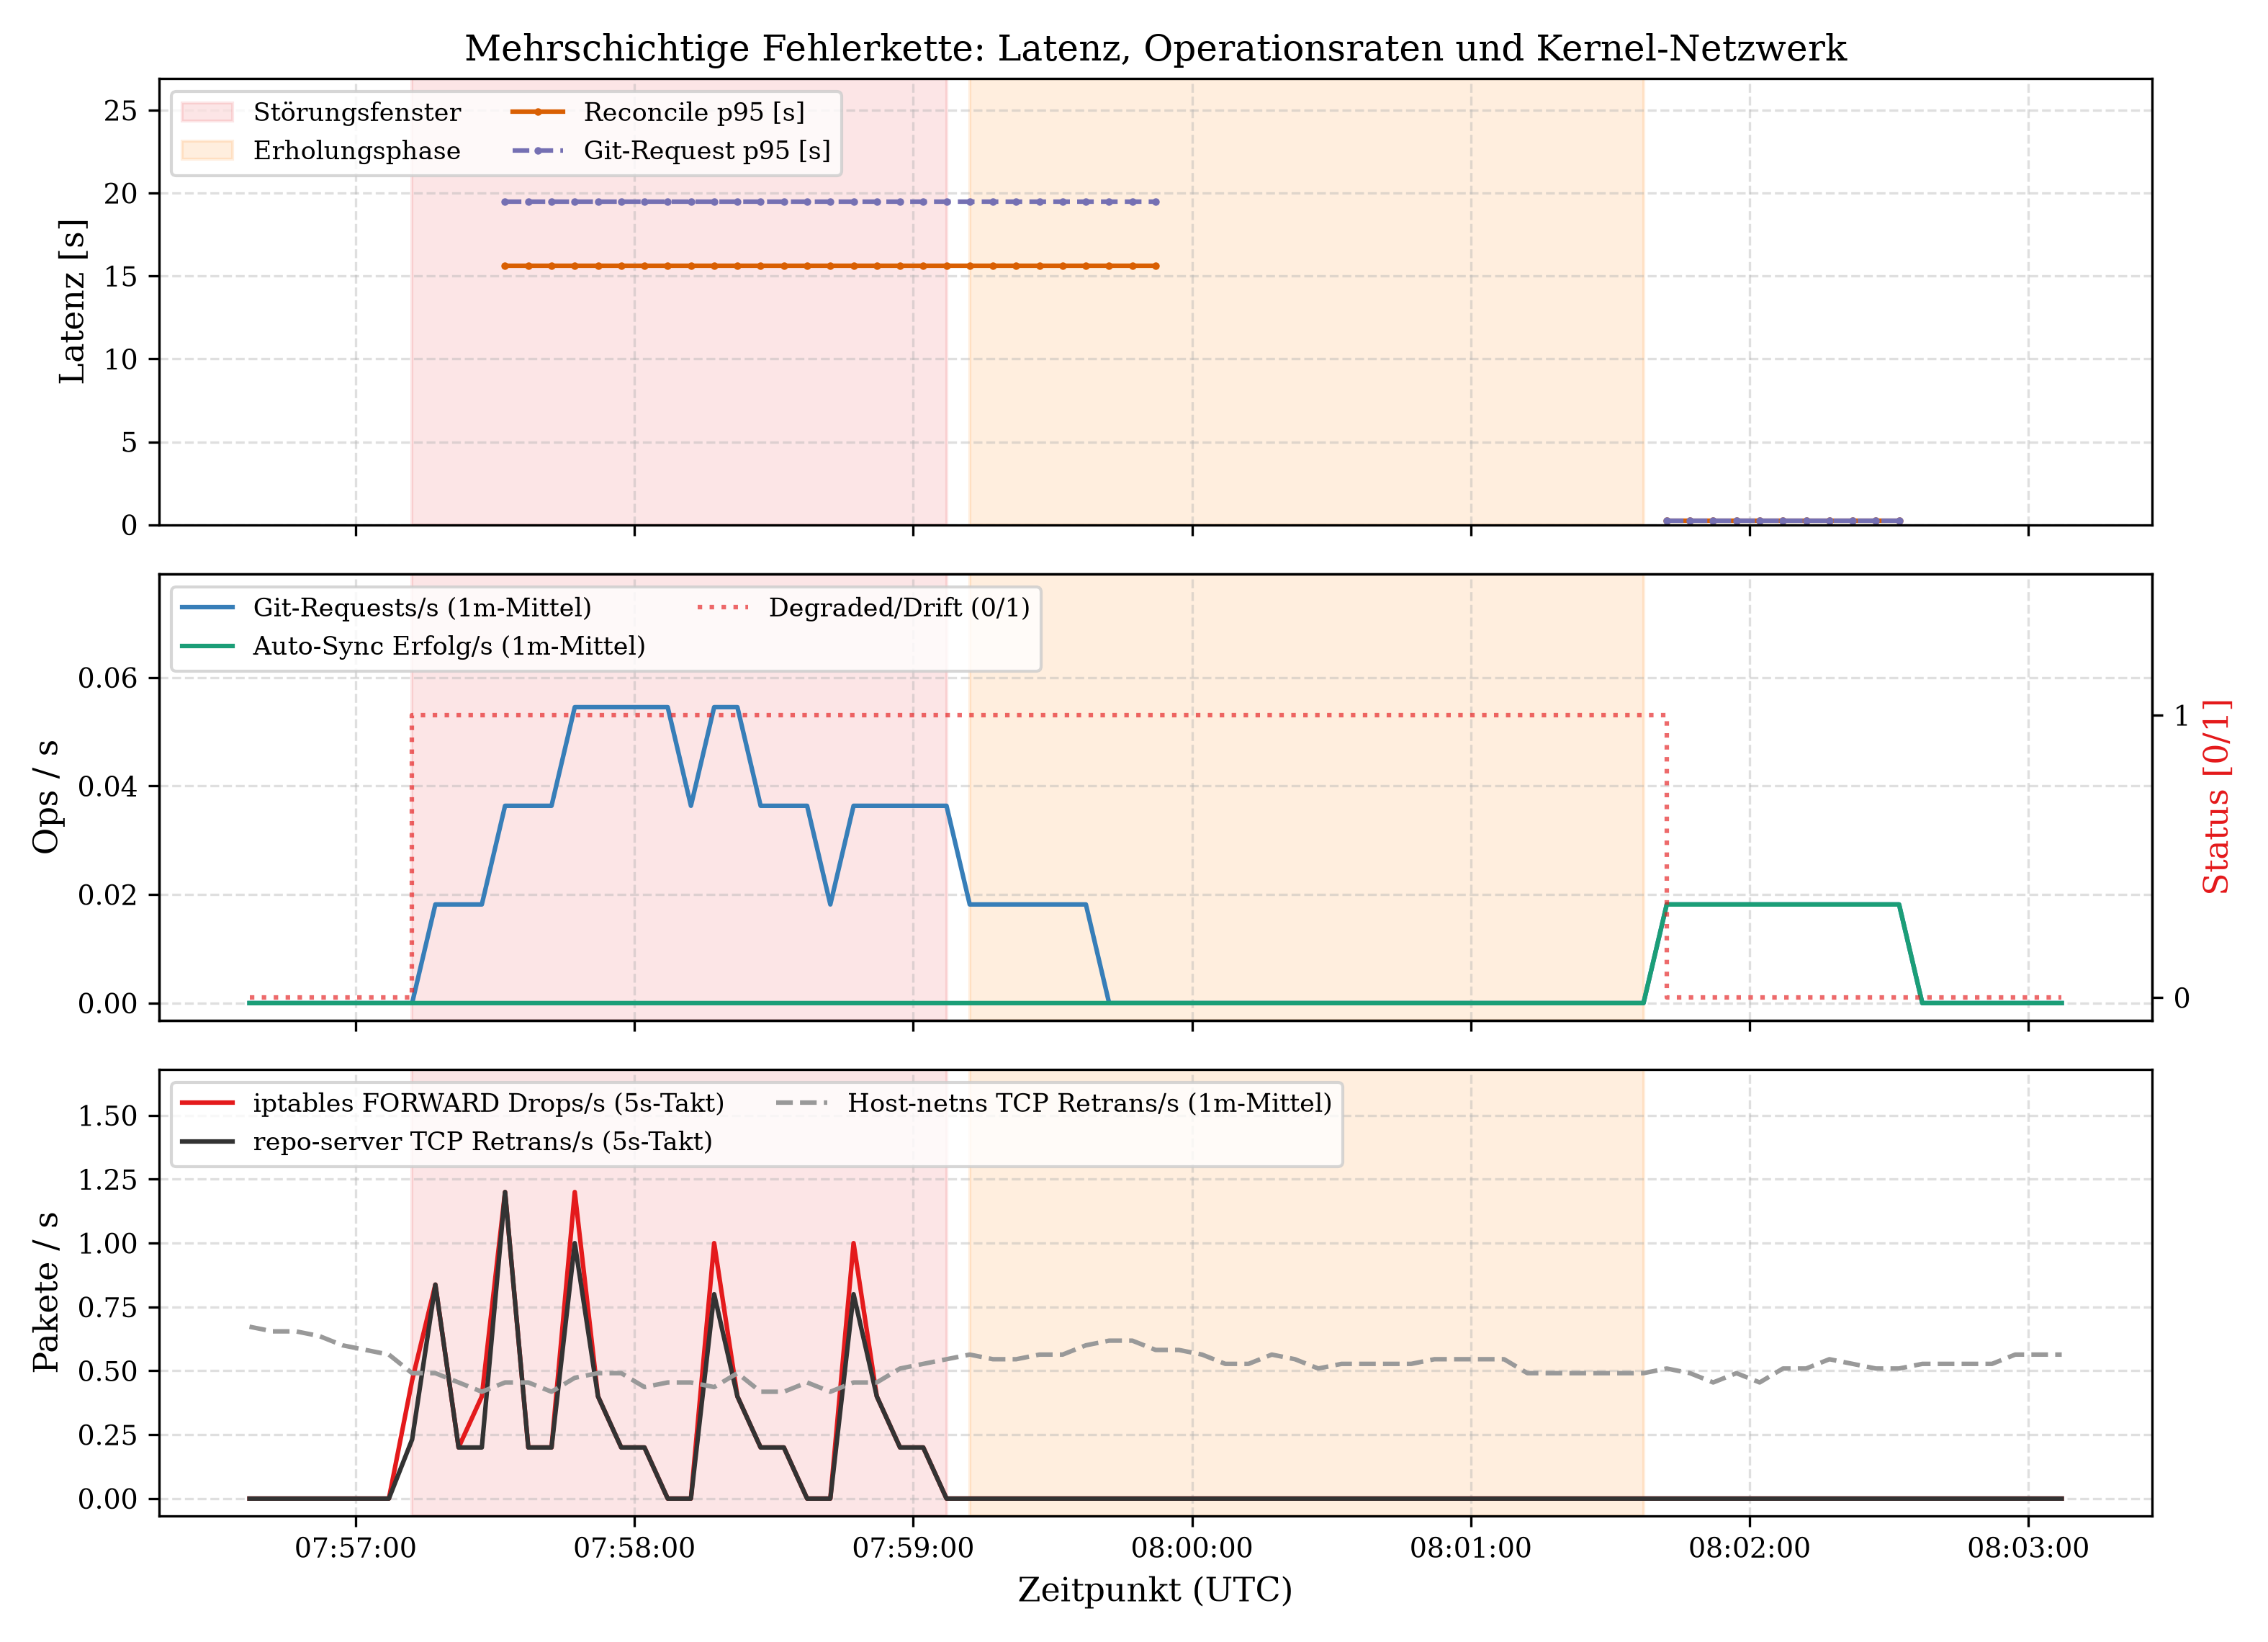 Mehrschichtige Fehlerkette: Latenz, Operationsraten und Kernel-Netzwerk
Latenz [s]
25
20
15
10
5
0
Störungsfenster
Erholungsphase
Reconcile p95 [s]
Git-Request p95 [s]
Ops / s
0.06
0.04
0.02
0.00
Git-Requests/s (1m-Mittel)
Auto-Sync Erfolg/s (1m-Mittel)
Degraded/Drift (0/1)
1
0
Status [0/1]
Pakete / s
1.50
1.25
1.00
0.75
0.50
0.25
0.00
iptables FORWARD Drops/s (5s-Takt)
repo-server TCP Retrans/s (5s-Takt)
Host-netns TCP Retrans/s (1m-Mittel)
07:57:00
07:58:00
07:59:00
08:00:00
08:01:00
08:02:00
08:03:00
Zeitpunkt (UTC)